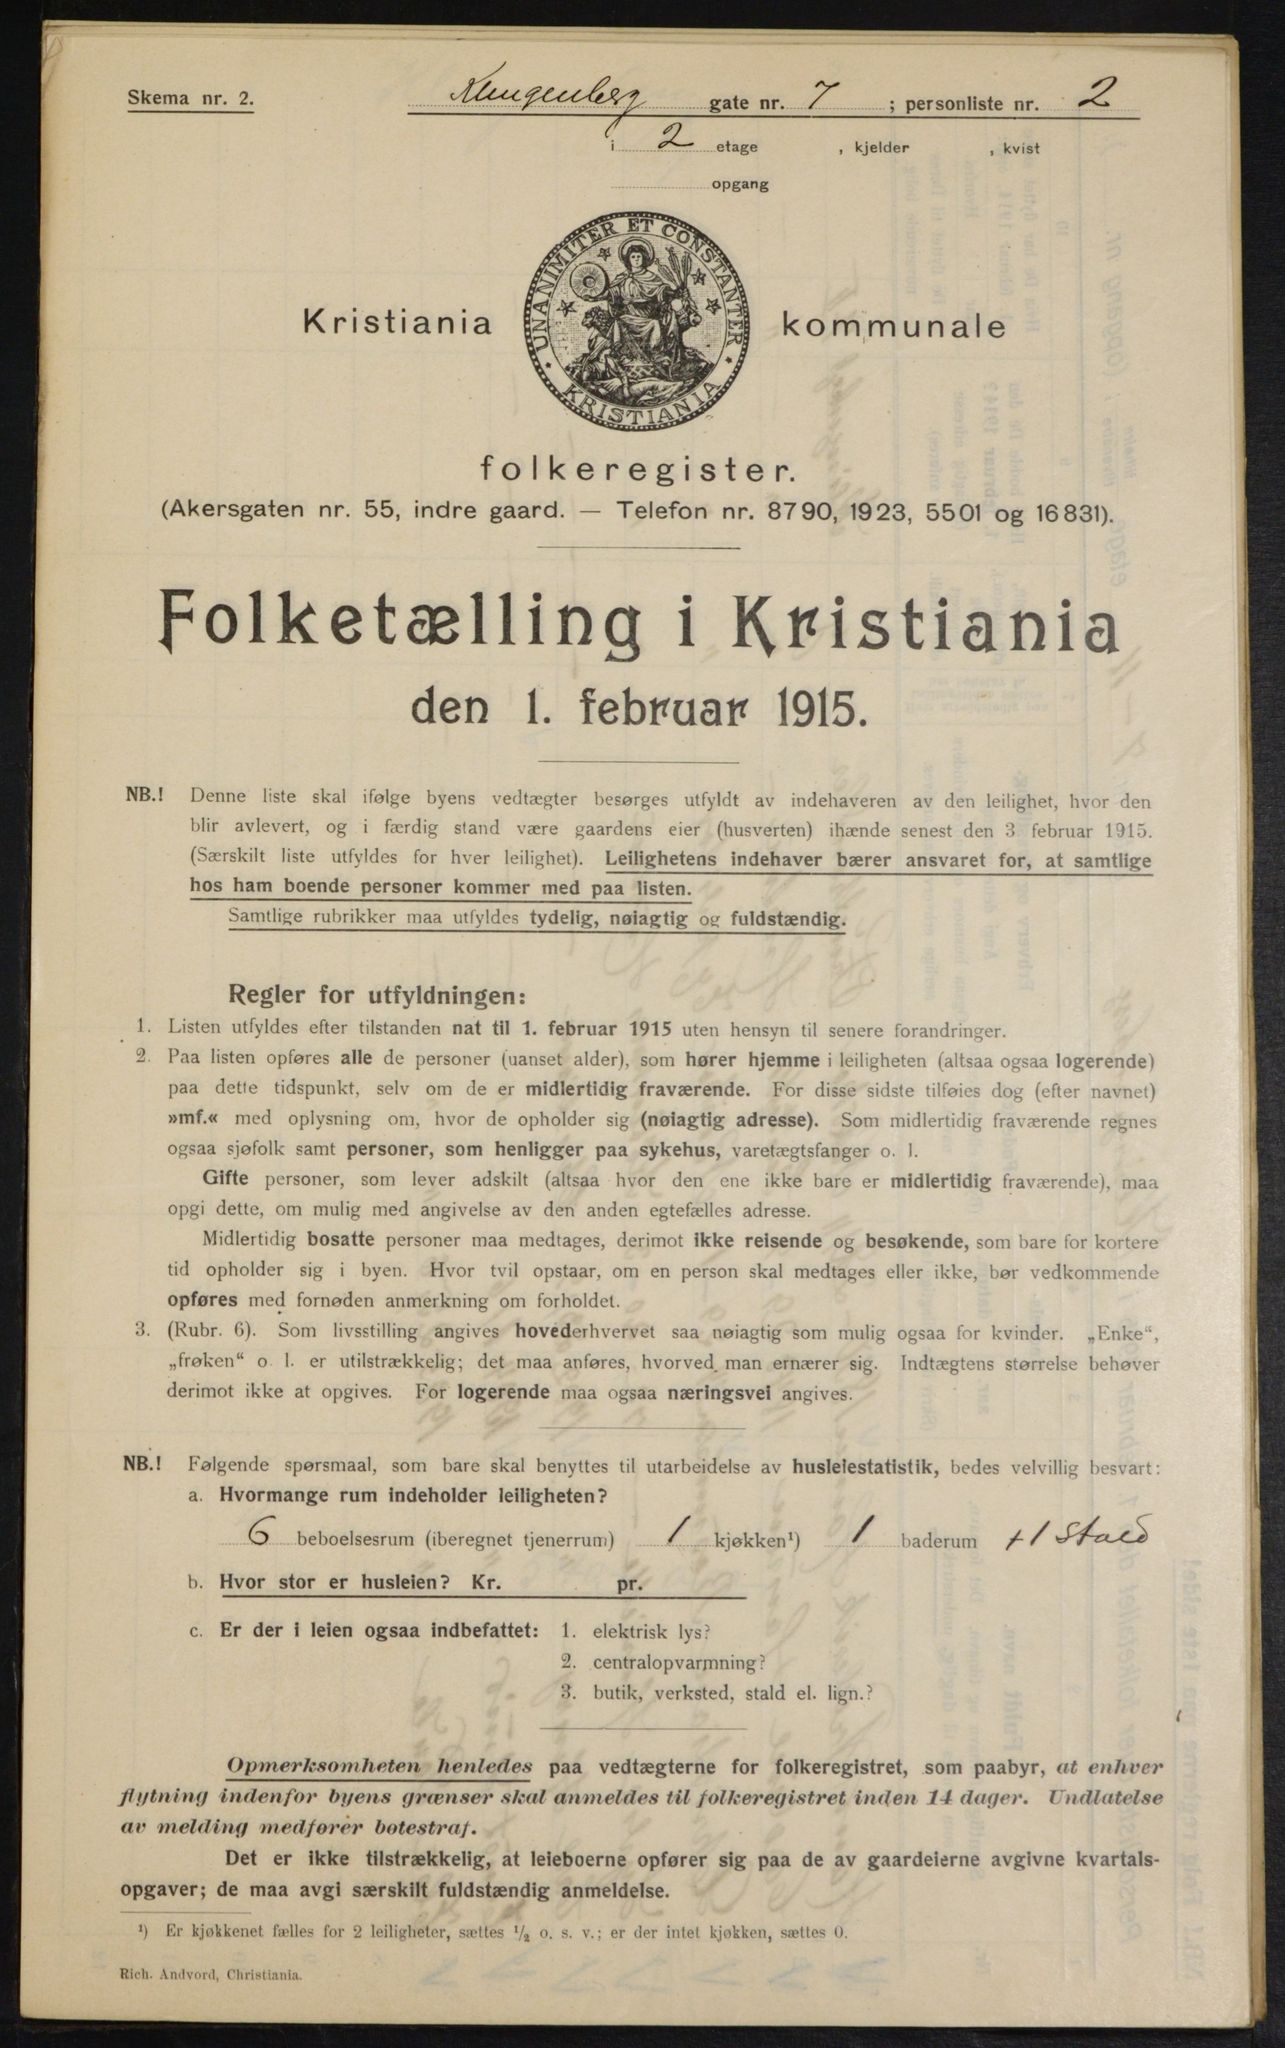 Skema nr. 2.
Klingenberg gate nr. 7 ; personliste nr. 2
i 2 etage , kjelder , kvist
opgang
UNANIMITER ET CONSTANTER
KRISTIANIA
Kristiania kommunale
folkeregister.
(Akersgaten nr. 55, indre gaard. — Telefon nr. 8790, 1923, 5501 og 16831).
Folketælling i Kristiania
den 1. februar 1915.
NB.! Denne liste skal ifølge byens vedtægter besørges utfyldt av indehaveren av den leilighet, hvor den
blir avlevert, og i færdig stand være gaardens eier (husverten) ihænde senest den 3 februar 1915.
(Særskilt liste utfyldes for hver leilighet). Leilighetens indehaver bærer ansvaret for, at samtlige
hos ham boende personer kommer med paa listen.
Samtlige rubrikker maa utfyldes tydelig, nøiagtig og fuldstændig.
Regler for utfyldningen:
1. Listen utfyldes efter tilstanden nat til 1. februar 1915 uten hensyn til senere forandringer.
2. Paa listen opføres alle de personer (uanset alder), som hører hjemme i leiligheten (altsaa ogsaa logerende)
paa dette tidspunkt, selv om de er midlertidig fraværende. For disse sidste tilføies dog (efter navnet)
»mf.« med oplysning om, hvor de opholder sig (nøiagtig adresse). Som midlertidig fraværende regnes
ogsaa sjøfolk samt personer, som henligger paa sykehus, varetægtsfanger o. l.
Gifte personer, som lever adskilt (altsaa hvor den ene ikke bare er midlertidig fraværende), maa
opgi dette, om mulig med angivelse av den anden egtefælles adresse.
Midlertidig bosatte personer maa medtages, derimot ikke reisende og besøkende, som bare for kortere
tid opholder sig i byen. Hvor tvil opstaar, om en person skal medtages eller ikke, bør vedkommende
opføres med fornøden anmerkning om forholdet.
3. (Rubr. 6). Som livsstilling angives hovederhvervet saa nøiagtig som mulig ogsaa for kvinder. „Enke“,
„frøken“ o l. er utilstrækkelig; det maa anføres, hvorved man ernærer sig. Indtægtens størrelse behøver
derimot ikke at opgives. For logerende maa ogsaa næringsvei angives.
NB.! Følgende spørsmaal, som bare skal benyttes til utarbeidelse av husleiestatistik, bedes velvillig besvart:
a. Hvormange rum indeholder leiligheten?
6 beboelsesrum (iberegnet tjenerrum) 1 kjøkken¹) 1 baderum +1 Stald
b. Hvor stor er husleien? Kr. pr.
c. Er der i leien ogsaa indbefattet: 1. elektrisk lys?
2. centralopvarmning?
3. butik, verksted, stald el. lign.?
Opmerksomheten henledes paa vedtægterne for folkeregistret, som paabyr, at enhver
flytning indenfor byens grænser skal anmeldes til folkeregistret inden 14 dager. Undlatelse
av melding medfører botestraf.
Det er ikke tilstrækkelig, at leieboerne opfører sig paa de av gaardeierne avgivne kvartals-
opgaver; de maa avgi særskilt fuldstændig anmeldelse.
¹) Er kjøkkenet fælles for 2 leiligheter, sættes ½ o. s. v.; er der intet kjøkken, sættes 0.
Rich. Andvord, Christiania.